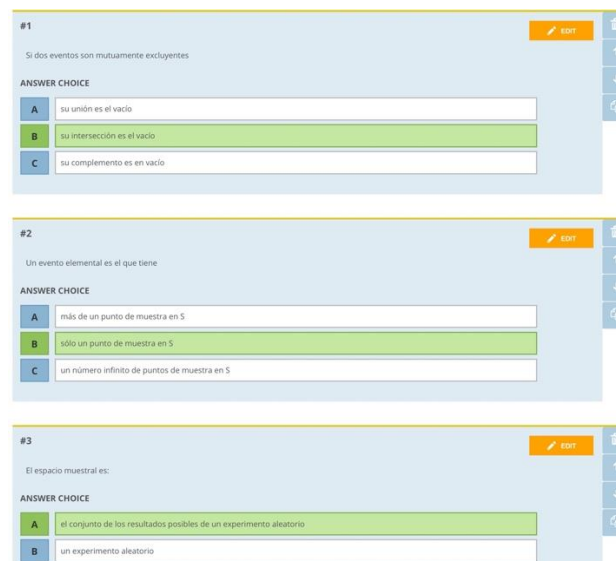 #1
EDIT
Si dos eventos son mutuamente excluyentes
ANSWER CHOICE
A su unión es el vacío
B su intersección es el vacío
C su complemento es en vacío
#2
EDIT
Un evento elemental es el que tiene
ANSWER CHOICE
A más de un punto de muestra en S
B sólo un punto de muestra en S
C un número infinito de puntos de muestra en S
#3
EDIT
El espacio muestral es:
ANSWER CHOICE
A el conjunto de los resultados posibles de un experimento aleatorio
B un experimento aleatorio